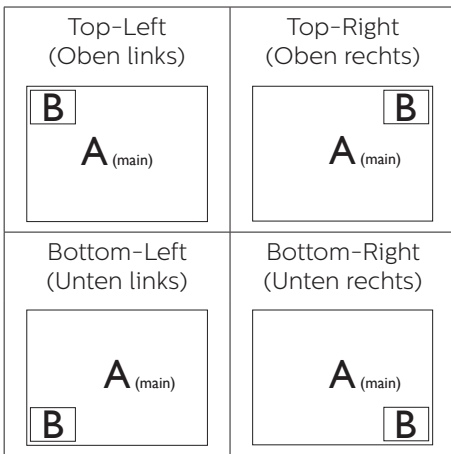 Top-Left
(Oben links)
B
A (main)
Top-Right
(Oben rechts)
B
A (main)
Bottom-Left
(Unten links)
A (main)
B
Bottom-Right
(Unten rechts)
A (main)
B